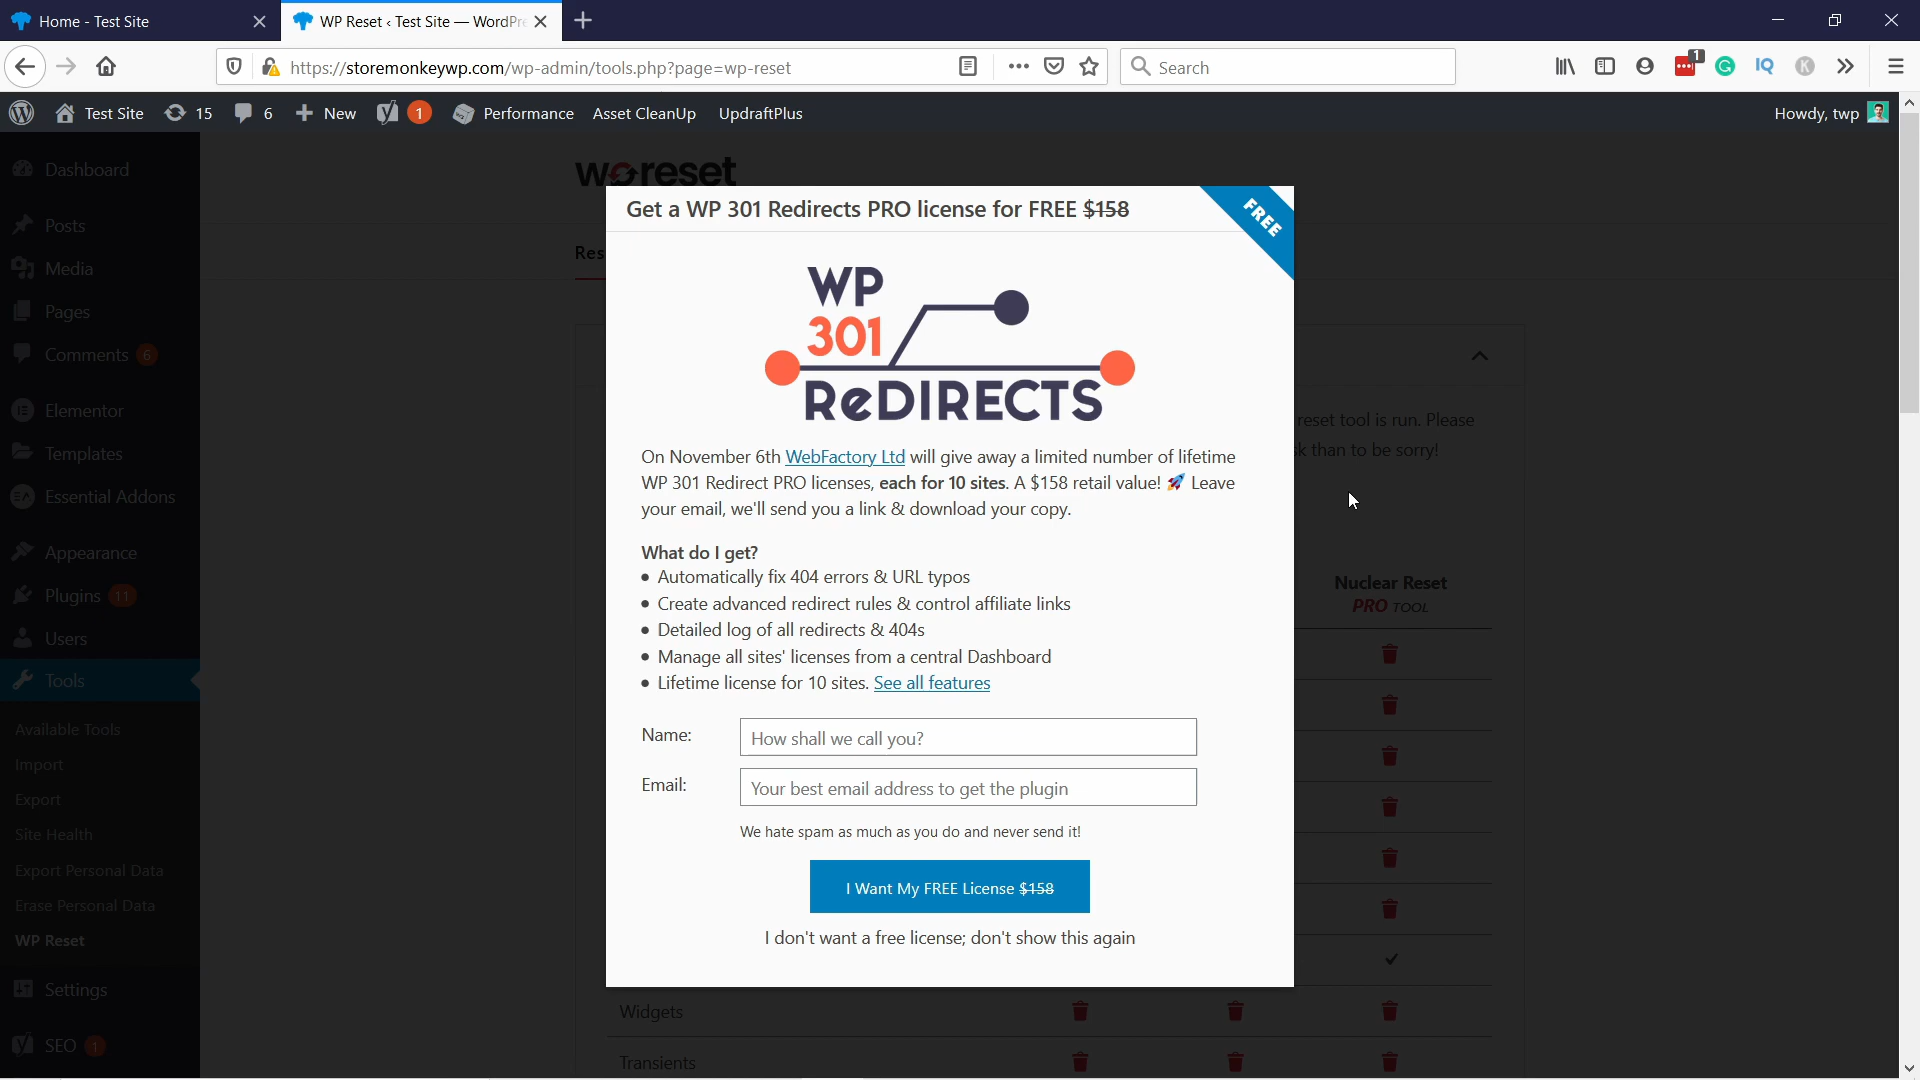 Home - Test Site
WP Reset ‹ Test Site — WordPre
https://storemonkeywp.com/wp-admin/tools.php?page=wp-reset
Search
1
Test Site
15
6
New
1
Performance
Asset CleanUp
UpdraftPlus
Howdy, twp
Dashboard
Posts
Media
Pages
Comments 6
Elementor
Templates
Essential Addons
Appearance
Plugins 11
Users
Tools
Available Tools
Import
Export
Site Health
Export Personal Data
Erase Personal Data
WP Reset
Settings
SEO 1
wpreset
Res
Get a WP 301 Redirects PRO license for FREE $158
FREE
WP
301
ReDIRECTS
On November 6th WebFactory Ltd will give away a limited number of lifetime
WP 301 Redirect PRO licenses, each for 10 sites. A $158 retail value! 🚀 Leave
your email, we'll send you a link & download your copy.
What do I get?
• Automatically fix 404 errors & URL typos
• Create advanced redirect rules & control affiliate links
• Detailed log of all redirects & 404s
• Manage all sites' licenses from a central Dashboard
• Lifetime license for 10 sites. See all features
Name:
How shall we call you?
Email:
Your best email address to get the plugin
We hate spam as much as you do and never send it!
I Want My FREE License $158
I don't want a free license; don't show this again
reset tool is run. Please
sk than to be sorry!
Nuclear Reset
PRO TOOL
Widgets
Transients